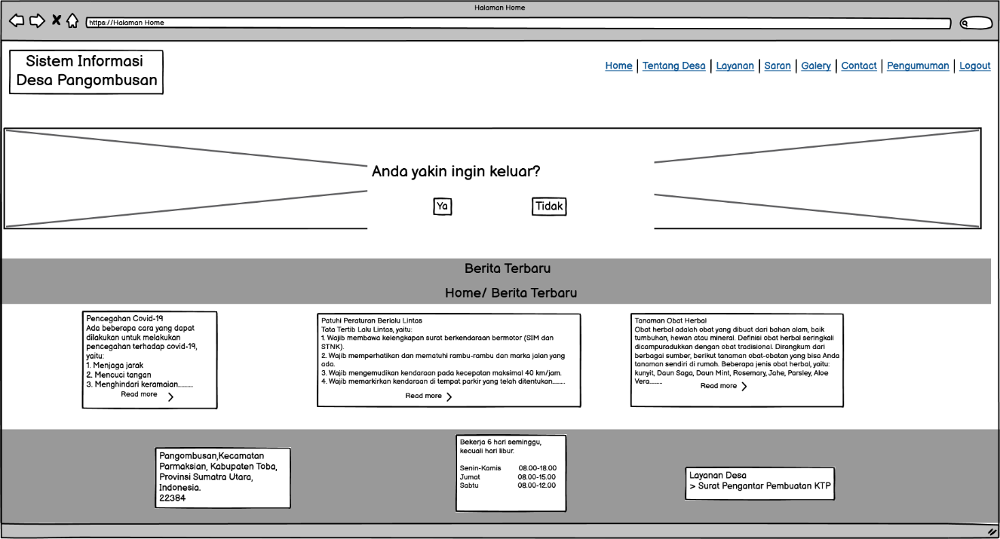 Halaman Home
https://Halaman Home
Sistem Informasi
Desa Pangombusan
Home | Tentang Desa | Layanan | Saran | Galery | Contact | Pengumuman | Logout
Anda yakin ingin keluar?
Ya
Tidak
Berita Terbaru
Home/ Berita Terbaru
Pencegahan Covid-19
Ada beberapa cara yang dapat
dilakukan untuk melakukan
pencegahan terhadap covid-19,
yaitu:
1. Menjaga jarak
2. Mencuci tangan
3. Menghindari keramaian..........
Read more
Patuhi Peraturan Berlalu Lintas
Tata Tertib Lalu Lintas, yaitu:
1. Wajib membawa kelengkapan surat berkendaraan bermotor (SIM dan
STNK).
2. Wajib memperhatikan dan mematuhi rambu-rambu dan marka jalan yang
ada.
3. Wajib mengemudikan kendaraan pada kecepatan maksimal 40 km/jam.
4. Wajib memarkirkan kendaraan di tempat parkir yang telah ditentukan........
Read more
Tanaman Obat Herbal
Obat herbal adalah obat yang dibuat dari bahan alam, baik
tumbuhan, hewan atau mineral. Definisi obat herbal seringkali
dicampuradukkan dengan obat tradisional. Dirangkum dari
berbagai sumber, berikut tanaman obat-obatan yang bisa Anda
tanaman sendiri di rumah. Beberapa jenis obat herbal, yaitu:
kunyit, Daun Saga, Daun Mint, Rosemary, Jahe, Parsley, Aloe
Vera........
Read more
Pangombusan,Kecamatan
Parmaksian, Kabupaten Toba,
Provinsi Sumatra Utara,
Indonesia.
22384
Bekerja 6 hari seminggu,
kecuali hari libur.
Senin-Kamis 08.00-18.00
Jumat 08.00-15.00
Sabtu 08.00-12.00
Layanan Desa
> Surat Pengantar Pembuatan KTP